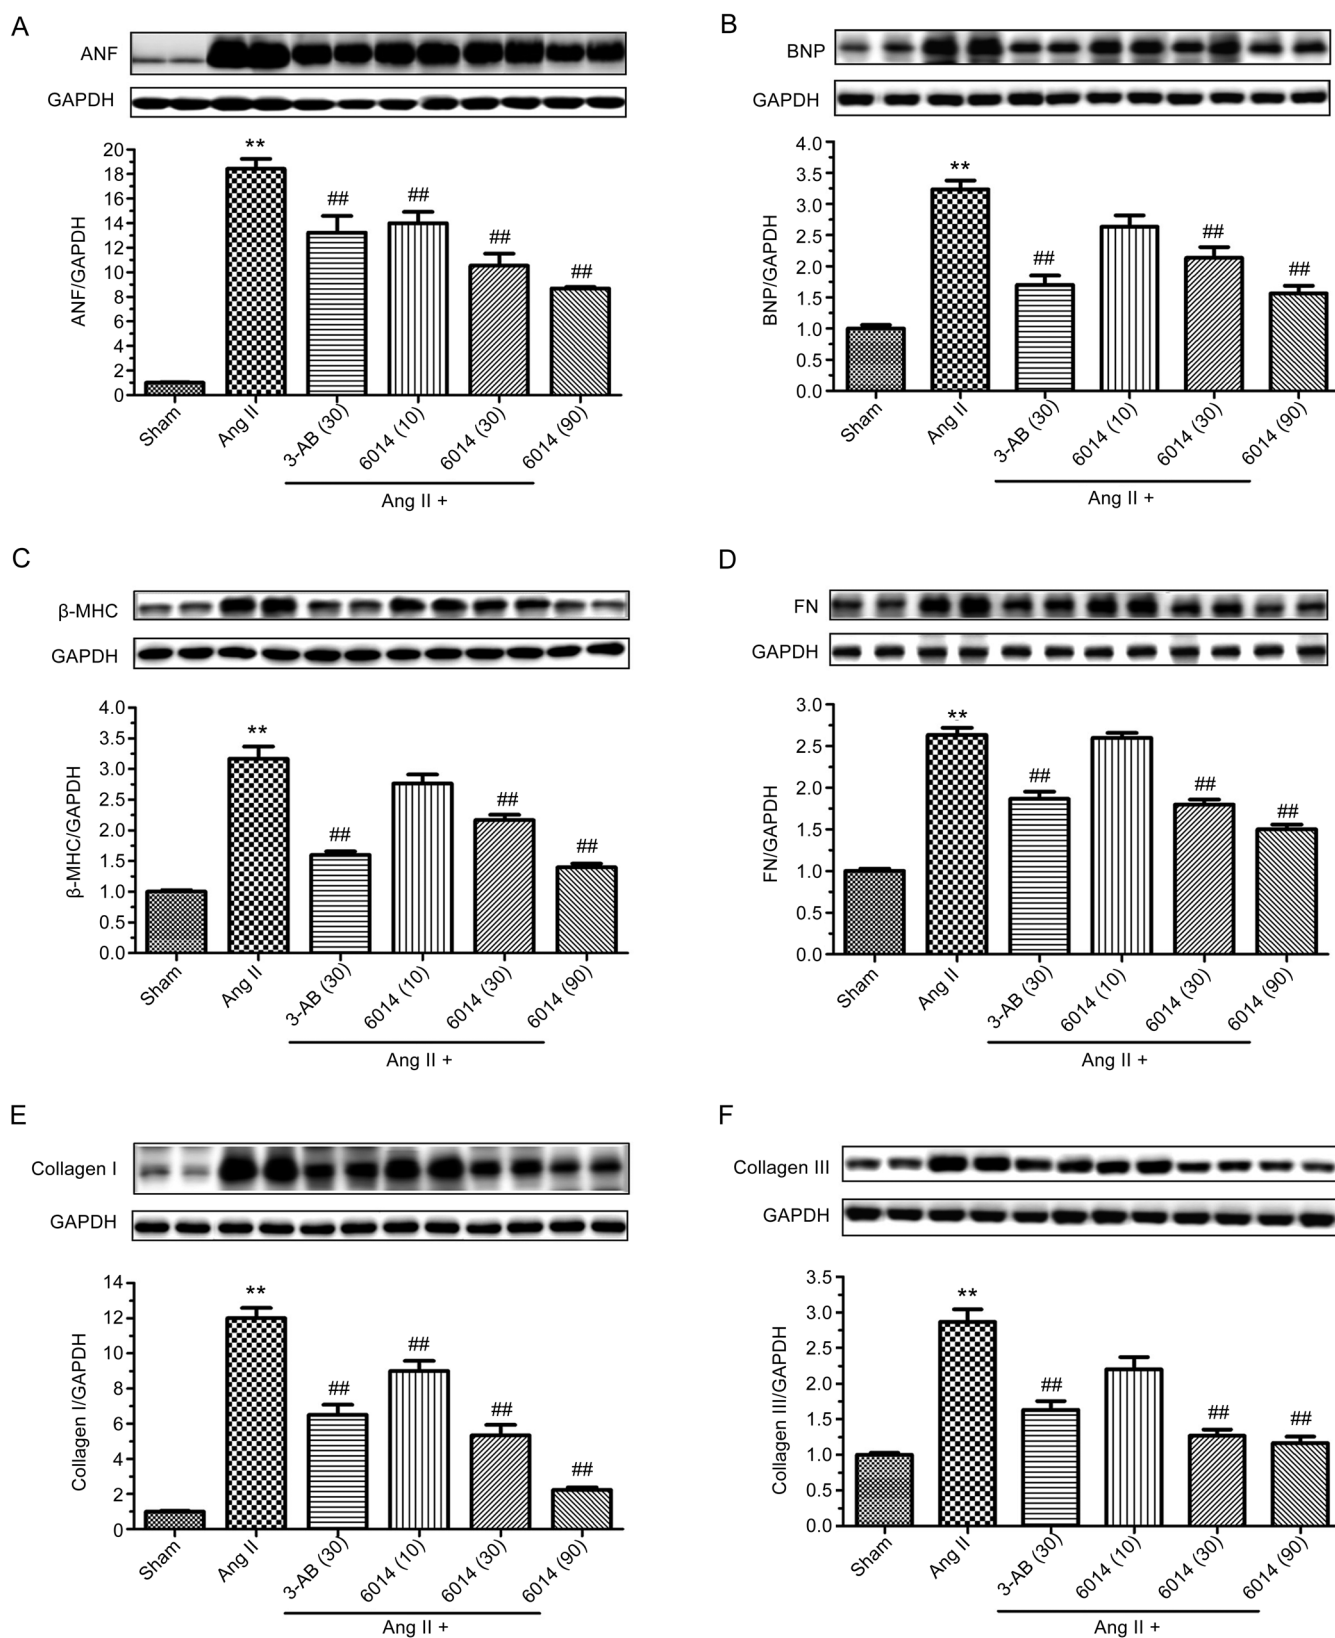 A
ANF
GAPDH
**
##
##
##
##
20
18
16
14
12
10
8
6
4
2
0
ANF/GAPDH
Sham
Ang II
3-AB (30)
6014 (10)
6014 (30)
6014 (90)
Ang II +
B
BNP
GAPDH
**
##
##
##
4.0
3.5
3.0
2.5
2.0
1.5
1.0
0.5
0.0
BNP/GAPDH
Sham
Ang II
3-AB (30)
6014 (10)
6014 (30)
6014 (90)
Ang II +
C
β-MHC
GAPDH
**
##
##
##
4.0
3.5
3.0
2.5
2.0
1.5
1.0
0.5
0.0
β-MHC/GAPDH
Sham
Ang II
3-AB (30)
6014 (10)
6014 (30)
6014 (90)
Ang II +
D
FN
GAPDH
**
##
##
##
3.0
2.5
2.0
1.5
1.0
0.5
0.0
FN/GAPDH
Sham
Ang II
3-AB (30)
6014 (10)
6014 (30)
6014 (90)
Ang II +
E
Collagen I
GAPDH
**
##
##
##
##
14
12
10
8
6
4
2
0
Collagen I/GAPDH
Sham
Ang II
3-AB (30)
6014 (10)
6014 (30)
6014 (90)
Ang II +
F
Collagen III
GAPDH
**
##
##
##
3.5
3.0
2.5
2.0
1.5
1.0
0.5
0.0
Collagen III/GAPDH
Sham
Ang II
3-AB (30)
6014 (10)
6014 (30)
6014 (90)
Ang II +